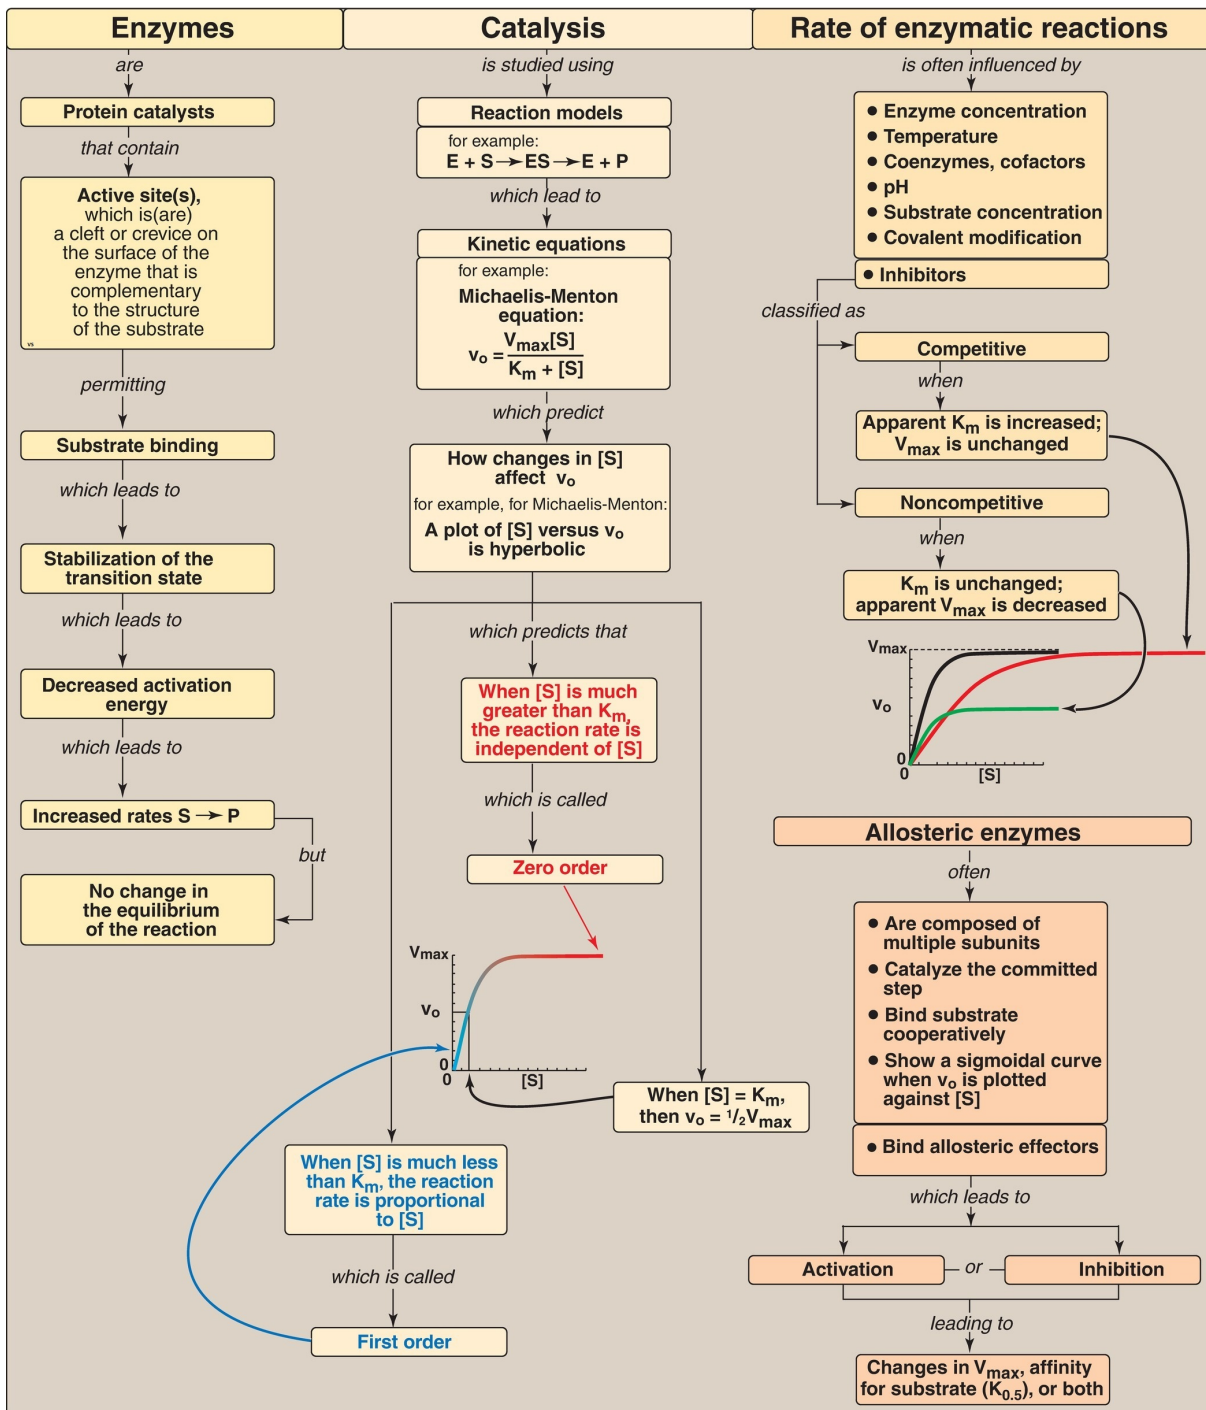 Enzymes
are
Protein catalysts
that contain
Active site(s),
which is(are)
a cleft or crevice on
the surface of the
enzyme that is
complementary
to the structure
of the substrate
vs
permitting
Substrate binding
which leads to
Stabilization of the
transition state
which leads to
Decreased activation
energy
which leads to
Increased rates S → P
but
No change in
the equilibrium
of the reaction
Catalysis
is studied using
Reaction models
for example:
E + S → ES → E + P
which lead to
Kinetic equations
for example:
Michaelis-Menton
equation:
vo = Vmax[S] / Km + [S]
which predict
How changes in [S]
affect vo
for example, for Michaelis-Menton:
A plot of [S] versus vo
is hyperbolic
which predicts that
When [S] is much
greater than Km,
the reaction rate is
independent of [S]
which is called
Zero order
Vmax
vo
0
0
[S]
When [S] = Km,
then vo = 1/2Vmax
When [S] is much less
than Km, the reaction
rate is proportional
to [S]
which is called
First order
Rate of enzymatic reactions
is often influenced by
● Enzyme concentration
● Temperature
● Coenzymes, cofactors
● pH
● Substrate concentration
● Covalent modification
● Inhibitors
classified as
Competitive
when
Apparent Km is increased;
Vmax is unchanged
Noncompetitive
when
Km is unchanged;
apparent Vmax is decreased
Vmax
vo
0
0
[S]
Allosteric enzymes
often
● Are composed of
multiple subunits
● Catalyze the committed
step
● Bind substrate
cooperatively
● Show a sigmoidal curve
when vo is plotted
against [S]
● Bind allosteric effectors
which leads to
Activation
or
Inhibition
leading to
Changes in Vmax, affinity
for substrate (K0.5), or both